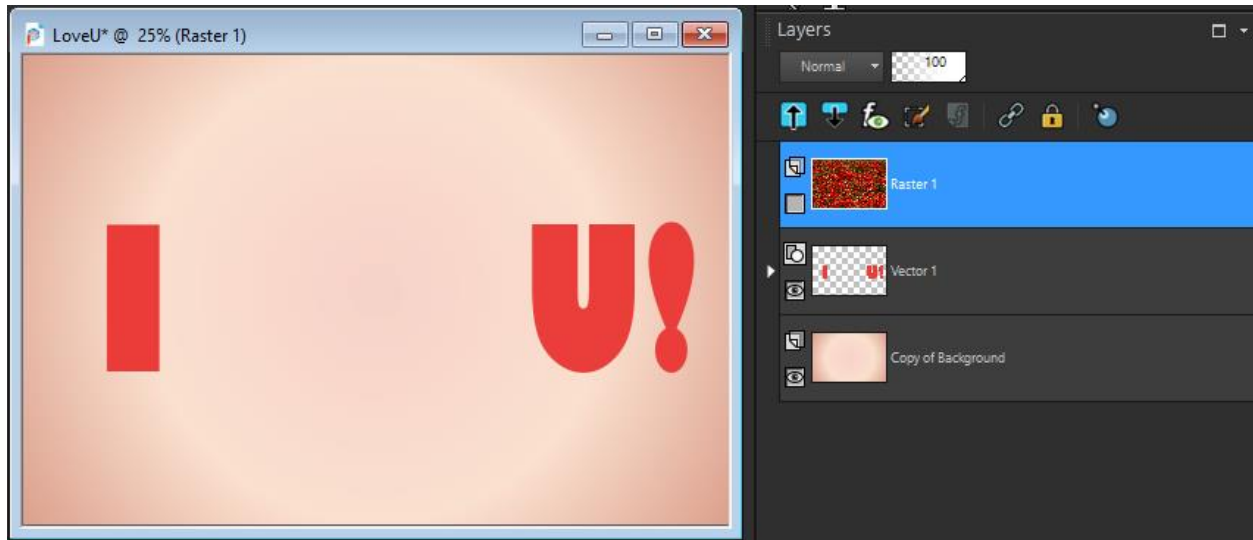 LoveU* @ 25% (Raster 1)
I U!
Layers
Normal 100
Raster 1
I U!
Vector 1
Copy of Background